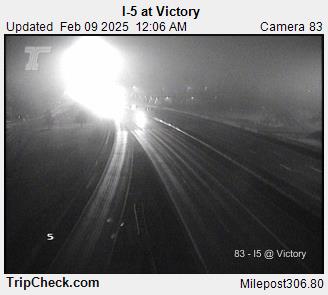 I-5 at Victory
Updated Feb 09 2025 12:06 AM Camera 83
T
S
83 - I5 @ Victory
TripCheck.com Milepost306.80